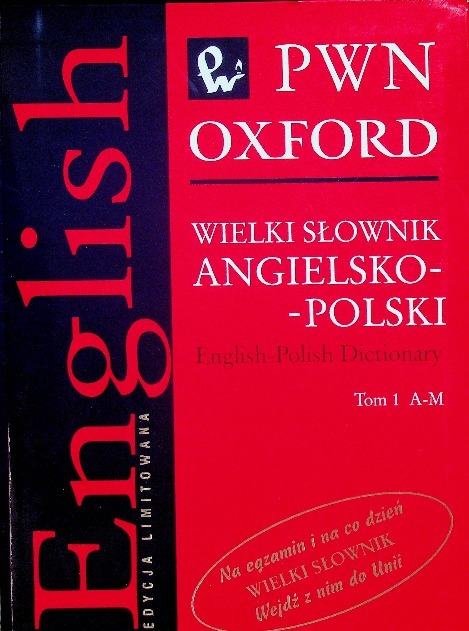 English
EDYCJA LIMITOWANA
PW
PWN
OXFORD
WIELKI SŁOWNIK
ANGIELSKO-
-POLSKI
English-Polish Dictionary
Tom 1 A-M
Na egzamin i na co dzień
WIELKI SŁOWNIK
Wejdź z nim do Unii